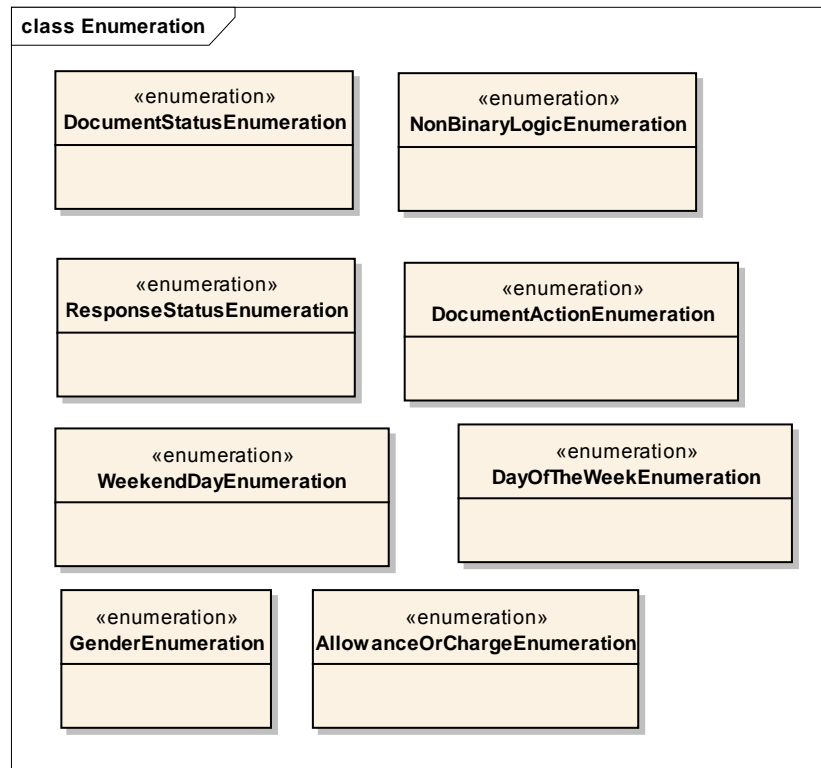 class Enumeration
«enumeration»
DocumentStatusEnumeration
«enumeration»
NonBinaryLogicEnumeration
«enumeration»
ResponseStatusEnumeration
«enumeration»
DocumentActionEnumeration
«enumeration»
WeekendDayEnumeration
«enumeration»
DayOfTheWeekEnumeration
«enumeration»
GenderEnumeration
«enumeration»
AllowanceOrChargeEnumeration